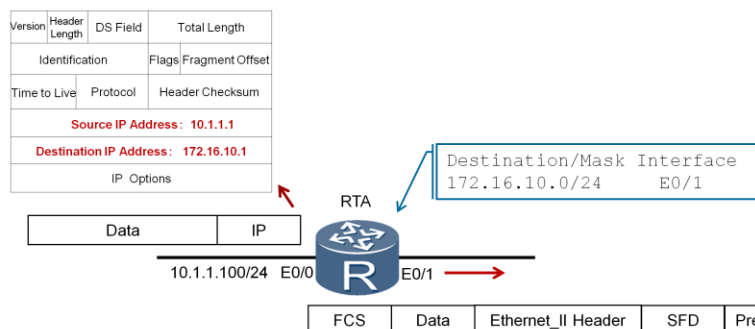 Version Header Length DS Field Total Length
Identification Flags Fragment Offset
Time to Live Protocol Header Checksum
Source IP Address: 10.1.1.1
Destination IP Address: 172.16.10.1
IP Options
Destination/Mask Interface
172.16.10.0/24 E0/1
RTA
Data IP
10.1.1.100/24 E0/0 R E0/1
FCS Data Ethernet_II Header SFD Pre